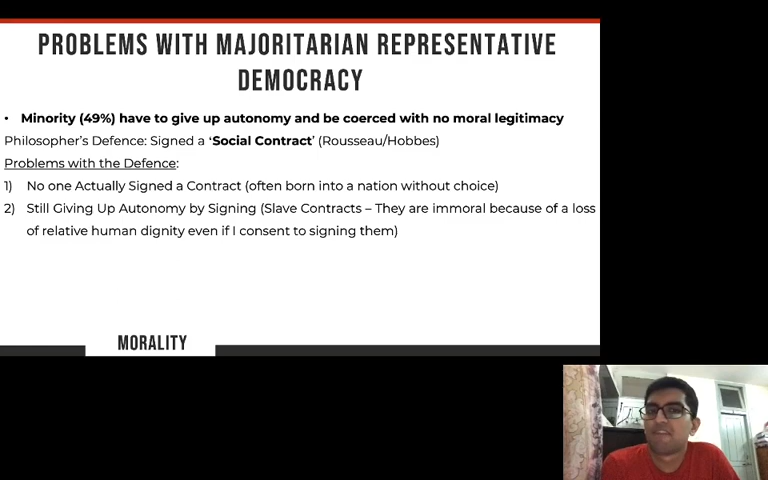 PROBLEMS WITH MAJORITARIAN REPRESENTATIVE
DEMOCRACY
• Minority (49%) have to give up autonomy and be coerced with no moral legitimacy
Philosopher's Defence: Signed a ‘Social Contract’ (Rousseau/Hobbes)
Problems with the Defence:
1) No one Actually Signed a Contract (often born into a nation without choice)
2) Still Giving Up Autonomy by Signing (Slave Contracts – They are immoral because of a loss
of relative human dignity even if I consent to signing them)
MORALITY